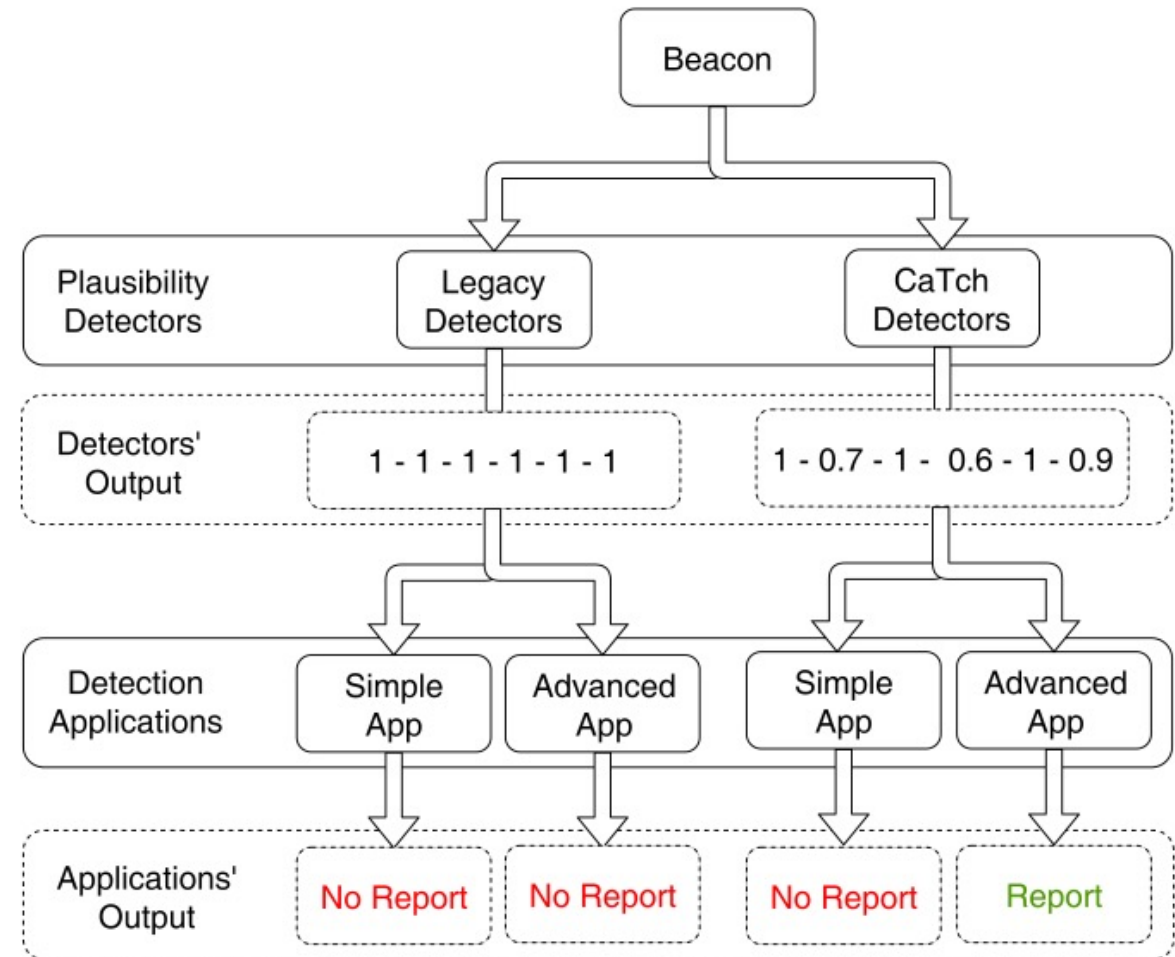 Beacon
Plausibility
Detectors
Legacy
Detectors
CaTch
Detectors
Detectors'
Output
1 - 1 - 1 - 1 - 1 - 1
1 - 0.7 - 1 - 0.6 - 1 - 0.9
Detection
Applications
Simple
App
Advanced
App
Simple
App
Advanced
App
Applications'
Output
No Report
No Report
No Report
Report